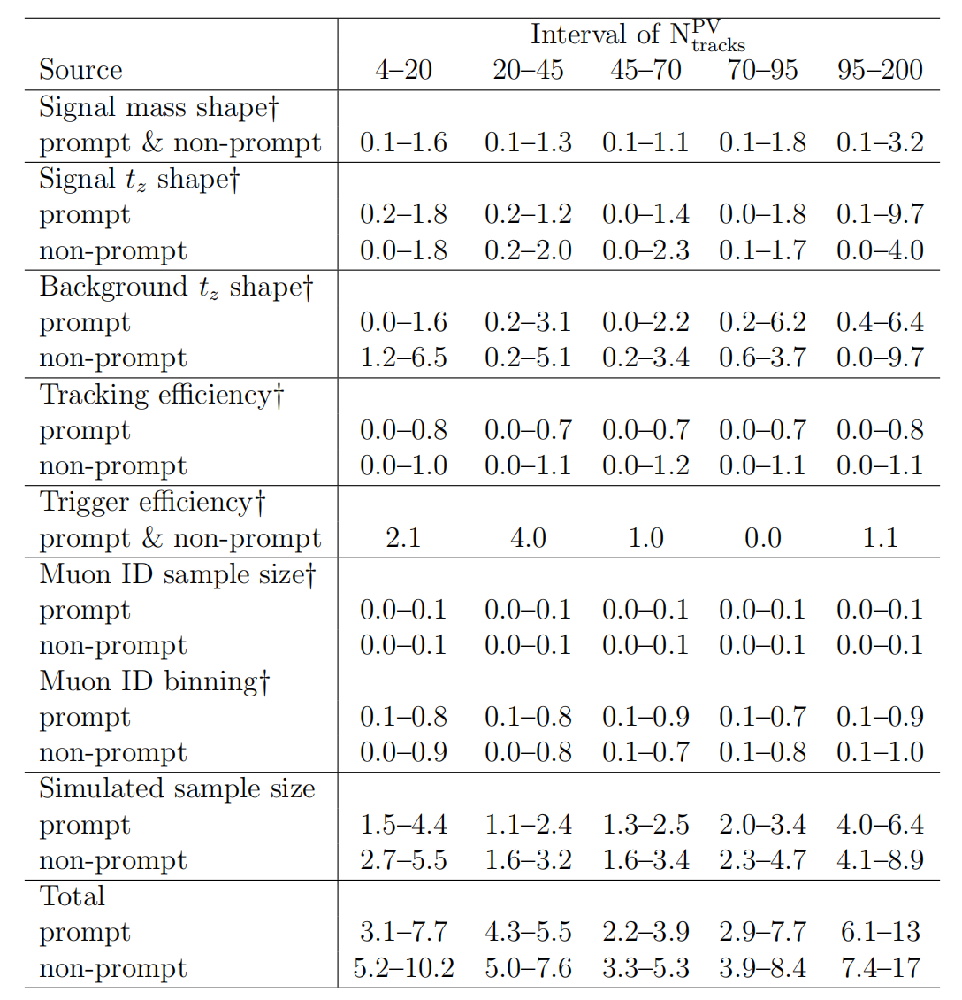 Interval of N^PV_tracks
Source 4–20 20–45 45–70 70–95 95–200
Signal mass shape†
prompt & non-prompt 0.1–1.6 0.1–1.3 0.1–1.1 0.1–1.8 0.1–3.2
Signal t_z shape†
prompt 0.2–1.8 0.2–1.2 0.0–1.4 0.0–1.8 0.1–9.7
non-prompt 0.0–1.8 0.2–2.0 0.0–2.3 0.1–1.7 0.0–4.0
Background t_z shape†
prompt 0.0–1.6 0.2–3.1 0.0–2.2 0.2–6.2 0.4–6.4
non-prompt 1.2–6.5 0.2–5.1 0.2–3.4 0.6–3.7 0.0–9.7
Tracking efficiency†
prompt 0.0–0.8 0.0–0.7 0.0–0.7 0.0–0.7 0.0–0.8
non-prompt 0.0–1.0 0.0–1.1 0.0–1.2 0.0–1.1 0.0–1.1
Trigger efficiency†
prompt & non-prompt 2.1 4.0 1.0 0.0 1.1
Muon ID sample size†
prompt 0.0–0.1 0.0–0.1 0.0–0.1 0.0–0.1 0.0–0.1
non-prompt 0.0–0.1 0.0–0.1 0.0–0.1 0.0–0.1 0.0–0.1
Muon ID binning†
prompt 0.1–0.8 0.1–0.8 0.1–0.9 0.1–0.7 0.1–0.9
non-prompt 0.0–0.9 0.0–0.8 0.1–0.7 0.1–0.8 0.1–1.0
Simulated sample size
prompt 1.5–4.4 1.1–2.4 1.3–2.5 2.0–3.4 4.0–6.4
non-prompt 2.7–5.5 1.6–3.2 1.6–3.4 2.3–4.7 4.1–8.9
Total
prompt 3.1–7.7 4.3–5.5 2.2–3.9 2.9–7.7 6.1–13
non-prompt 5.2–10.2 5.0–7.6 3.3–5.3 3.9–8.4 7.4–17